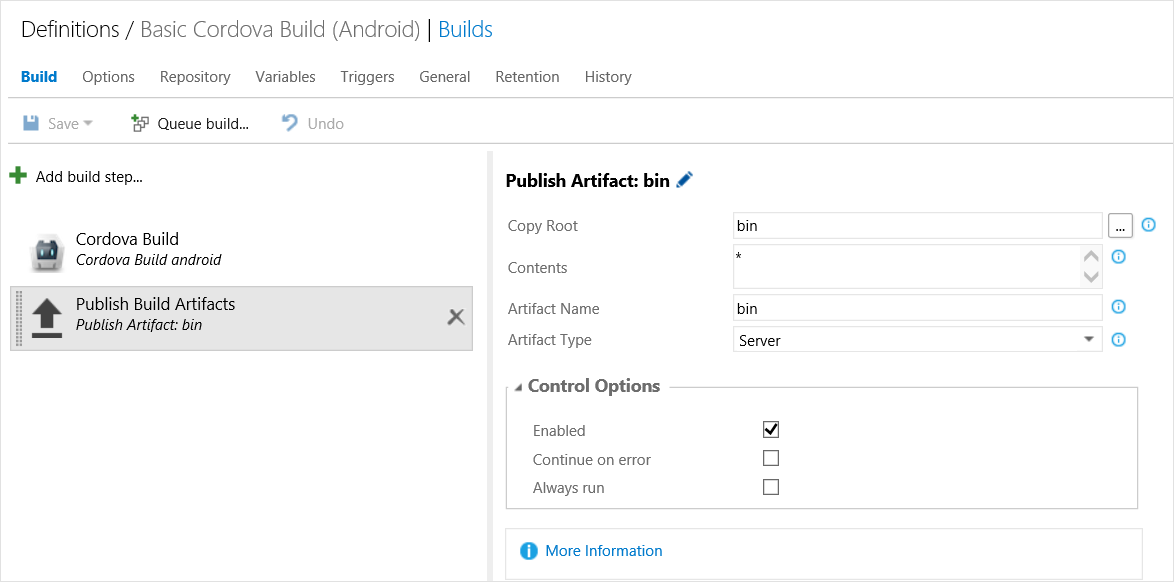 Definitions / Basic Cordova Build (Android) | Builds
Build Options Repository Variables Triggers General Retention History
Save Queue build... Undo
Add build step...
Cordova Build
Cordova Build android
Publish Build Artifacts
Publish Artifact: bin
Publish Artifact: bin
Copy Root bin ...
Contents *
Artifact Name bin
Artifact Type Server
Control Options
Enabled
Continue on error
Always run
More Information